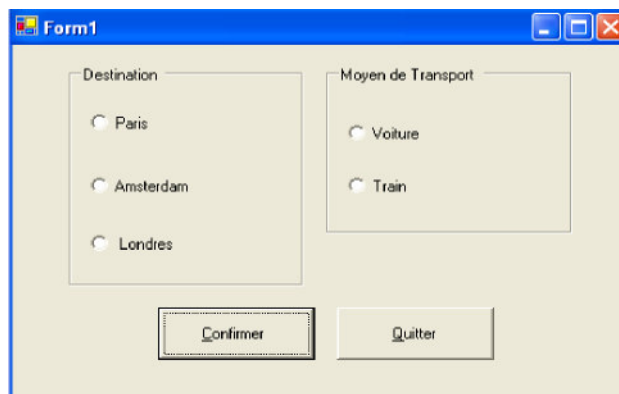 Form1
Destination
Paris
Amsterdam
Londres
Moyen de Transport
Voiture
Train
Confirmer
Quitter